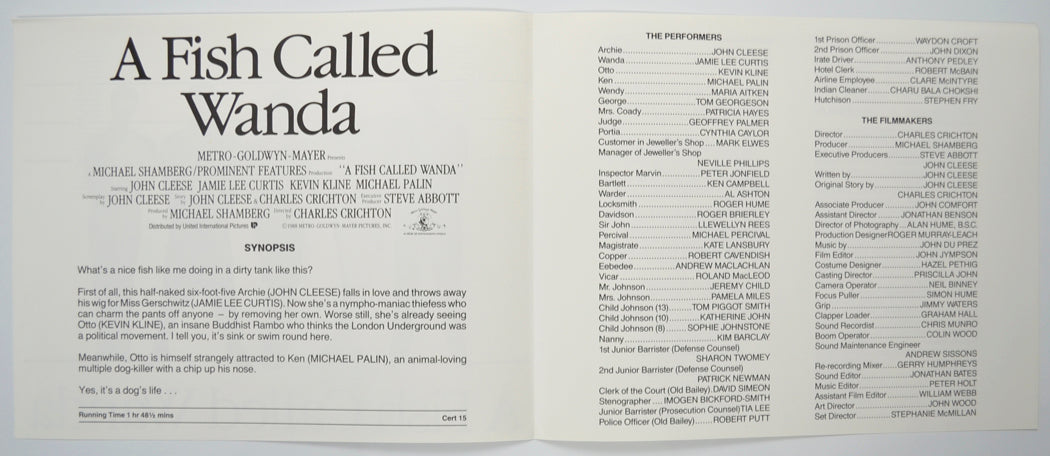 A Fish Called
Wanda
METRO-GOLDWYN-MAYER Presents
A MICHAEL SHAMBERG/PROMINENT FEATURES Production "A FISH CALLED WANDA"
Starring JOHN CLEESE JAMIE LEE CURTIS KEVIN KLINE MICHAEL PALIN
Screenplay by JOHN CLEESE Story by JOHN CLEESE & CHARLES CRICHTON Executive Producer STEVE ABBOTT
Produced by MICHAEL SHAMBERG Directed by CHARLES CRICHTON
Distributed by United International Pictures ©1988 METRO-GOLDWYN-MAYER PICTURES, INC.
SYNOPSIS
What's a nice fish like me doing in a dirty tank like this?
First of all, this half-naked six-foot-five Archie (JOHN CLEESE) falls in love and throws away
his wig for Miss Gerschwitz (JAMIE LEE CURTIS). Now she's a nympho-maniac thiefess who
can charm the pants off anyone – by removing her own. Worse still, she's already seeing
Otto (KEVIN KLINE), an insane Buddhist Rambo who thinks the London Underground was
a political movement. I tell you, it's sink or swim round here.
Meanwhile, Otto is himself strangely attracted to Ken (MICHAEL PALIN), an animal-loving
multiple dog-killer with a chip up his nose.
Yes, it's a dog's life . . .
Running Time 1 hr 48½ mins Cert 15
THE PERFORMERS
Archie.....JOHN CLEESE
Wanda.....JAMIE LEE CURTIS
Otto.....KEVIN KLINE
Ken.....MICHAEL PALIN
Wendy.....MARIA AITKEN
George.....TOM GEORGESON
Mrs. Coady.....PATRICIA HAYES
Judge.....GEOFFREY PALMER
Portia.....CYNTHIA CAYLOR
Customer in Jeweller's Shop....MARK ELWES
Manager of Jeweller's Shop
NEVILLE PHILLIPS
Inspector Marvin.....PETER JONFIELD
Bartlett.....KEN CAMPBELL
Warder.....AL ASHTON
Locksmith.....ROGER HUME
Davidson.....ROGER BRIERLEY
Sir John.....LLEWELLYN REES
Percival.....MICHAEL PERCIVAL
Magistrate.....KATE LANSBURY
Copper.....ROBERT CAVENDISH
Eebedee.....ANDREW MACLACHLAN
Vicar.....ROLAND MacLEOD
Mr. Johnson.....JEREMY CHILD
Mrs. Johnson.....PAMELA MILES
Child Johnson (13).....TOM PIGOTT SMITH
Child Johnson (10).....KATHERINE JOHN
Child Johnson (8).....SOPHIE JOHNSTONE
Nanny.....KIM BARCLAY
1st Junior Barrister (Defense Counsel)
SHARON TWOMEY
2nd Junior Barrister (Defense Counsel)
PATRICK NEWMAN
Clerk of the Court (Old Bailey).DAVID SIMEON
Stenographer....IMOGEN BICKFORD-SMITH
Junior Barrister (Prosecution Counsel)TIA LEE
Police Officer (Old Bailey).....ROBERT PUTT
1st Prison Officer.....WAYDON CROFT
2nd Prison Officer.....JOHN DIXON
Irate Driver.....ANTHONY PEDLEY
Hotel Clerk.....ROBERT McBAIN
Airline Employee.....CLARE McINTYRE
Indian Cleaner.....CHARU BALA CHOKSHI
Hutchison.....STEPHEN FRY
THE FILMMAKERS
Director.....CHARLES CRICHTON
Producer.....MICHAEL SHAMBERG
Executive Producers.....STEVE ABBOTT
JOHN CLEESE
Written by.....JOHN CLEESE
Original Story by.....JOHN CLEESE
CHARLES CRICHTON
Associate Producer.....JOHN COMFORT
Assistant Director.....JONATHAN BENSON
Director of Photography...ALAN HUME, B.S.C.
Production DesignerROGER MURRAY-LEACH
Music by.....JOHN DU PREZ
Film Editor.....JOHN JYMPSON
Costume Designer.....HAZEL PETHIG
Casting Director.....PRISCILLA JOHN
Camera Operator.....NEIL BINNEY
Focus Puller.....SIMON HUME
Grip.....JIMMY WATERS
Clapper Loader.....GRAHAM HALL
Sound Recordist.....CHRIS MUNRO
Boom Operator.....COLIN WOOD
Sound Maintenance Engineer
ANDREW SISSONS
Re-recording Mixer.....GERRY HUMPHREYS
Sound Editor.....JONATHAN BATES
Music Editor.....PETER HOLT
Assistant Film Editor.....WILLIAM WEBB
Art Director.....JOHN WOOD
Set Director.....STEPHANIE McMILLAN